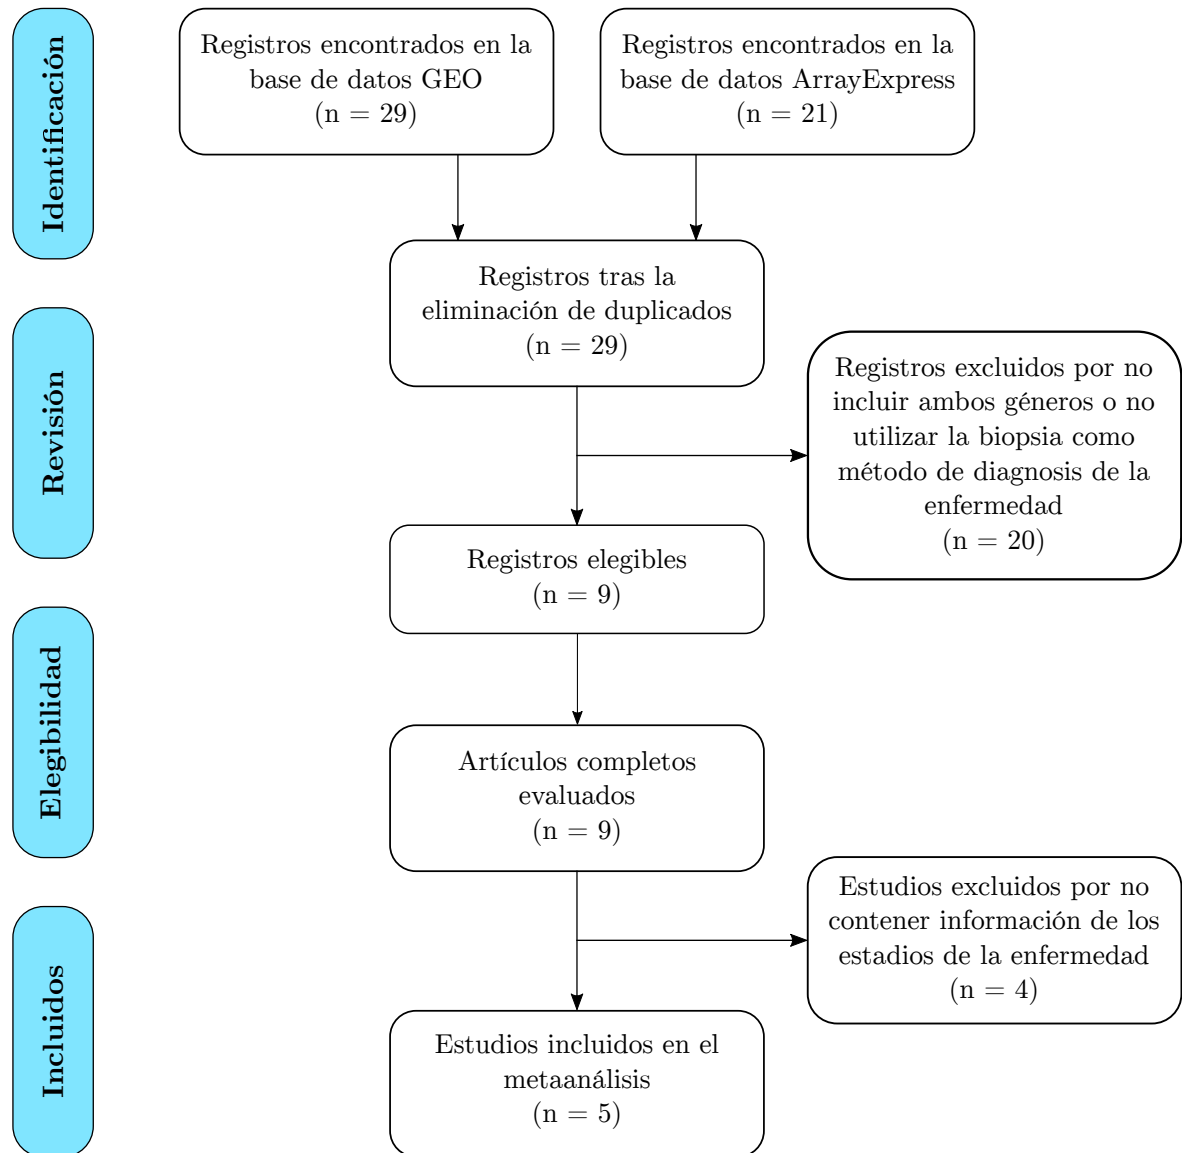 Identificación
Registros encontrados en la
base de datos GEO
(n = 29)
Registros encontrados en la
base de datos ArrayExpress
(n = 21)
Registros tras la
eliminación de duplicados
(n = 29)
Revisión
Registros excluidos por no
incluir ambos géneros o no
utilizar la biopsia como
método de diagnosis de la
enfermedad
(n = 20)
Registros elegibles
(n = 9)
Elegibilidad
Artículos completos
evaluados
(n = 9)
Estudios excluidos por no
contener información de los
estadios de la enfermedad
(n = 4)
Incluidos
Estudios incluidos en el
metaanálisis
(n = 5)